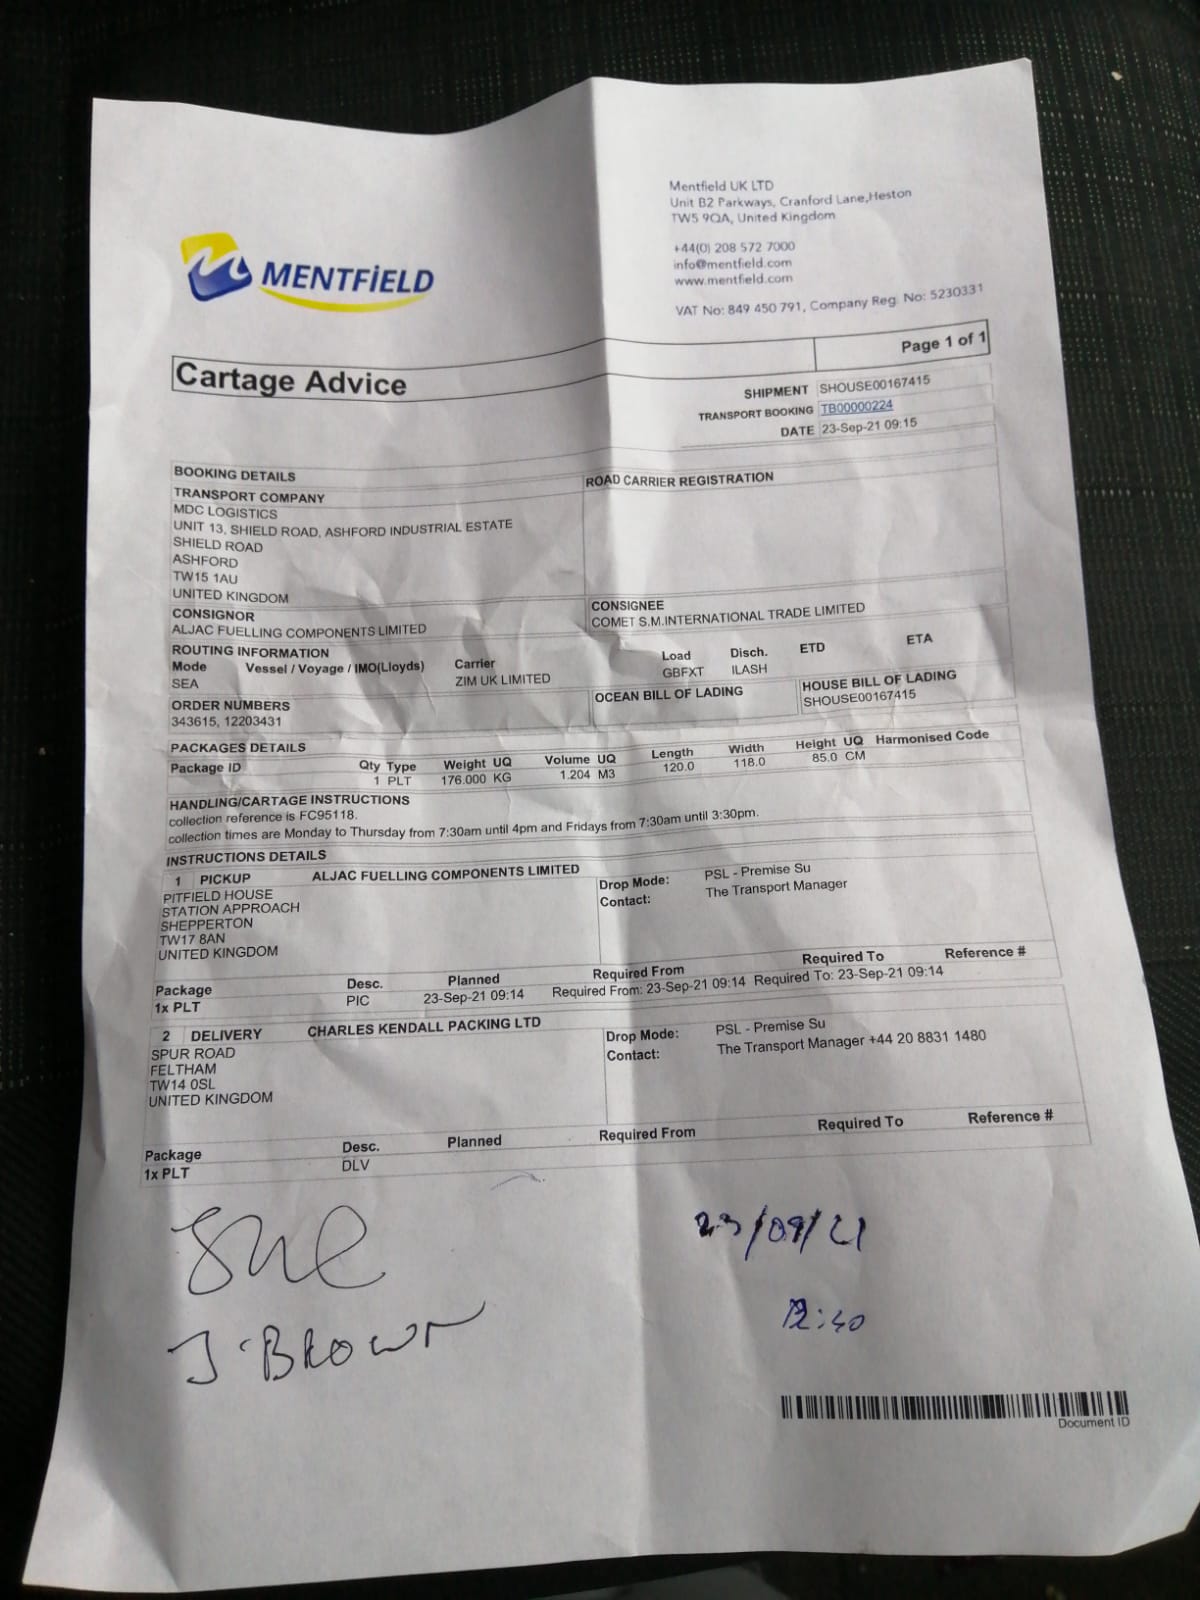 MENTFiELD
Mentfield UK LTD
Unit B2 Parkways, Cranford Lane,Heston
TW5 9QA, United Kingdom
+44(0) 208 572 7000
info@mentfield.com
www.mentfield.com
VAT No: 849 450 791, Company Reg. No: 5230331
Cartage Advice
Page 1 of 1
SHIPMENT SHOUSE00167415
TRANSPORT BOOKING TB00000224
DATE 23-Sep-21 09:15
BOOKING DETAILS
TRANSPORT COMPANY
MDC LOGISTICS
UNIT 13, SHIELD ROAD, ASHFORD INDUSTRIAL ESTATE
SHIELD ROAD
ASHFORD
TW15 1AU
UNITED KINGDOM
ROAD CARRIER REGISTRATION
CONSIGNOR
ALJAC FUELLING COMPONENTS LIMITED
CONSIGNEE
COMET S.M.INTERNATIONAL TRADE LIMITED
ROUTING INFORMATION
Mode Vessel / Voyage / IMO(Lloyds) Carrier Load Disch. ETD ETA
SEA ZIM UK LIMITED GBFXT ILASH
ORDER NUMBERS
343615, 12203431
OCEAN BILL OF LADING
HOUSE BILL OF LADING
SHOUSE00167415
PACKAGES DETAILS
Package ID Qty Type Weight UQ Volume UQ Length Width Height UQ Harmonised Code
1 PLT 176.000 KG 1.204 M3 120.0 118.0 85.0 CM
HANDLING/CARTAGE INSTRUCTIONS
collection reference is FC95118.
collection times are Monday to Thursday from 7:30am until 4pm and Fridays from 7:30am until 3:30pm.
INSTRUCTIONS DETAILS
1 PICKUP ALJAC FUELLING COMPONENTS LIMITED
PITFIELD HOUSE
STATION APPROACH
SHEPPERTON
TW17 8AN
UNITED KINGDOM
Drop Mode: PSL - Premise Su
Contact: The Transport Manager
Package Desc. Planned Required From Required To Reference #
1x PLT PIC 23-Sep-21 09:14 Required From: 23-Sep-21 09:14 Required To: 23-Sep-21 09:14
2 DELIVERY CHARLES KENDALL PACKING LTD
SPUR ROAD
FELTHAM
TW14 0SL
UNITED KINGDOM
Drop Mode: PSL - Premise Su
Contact: The Transport Manager +44 20 8831 1480
Package Desc. Planned Required From Required To Reference #
1x PLT DLV
23/09/21
J. BROWN
Document ID